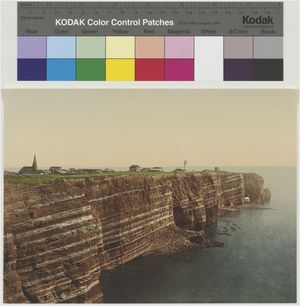 KODAK Color Control Patches
Kodak
Blue Cyan Green Yellow Red Magenta White 3/Color Black